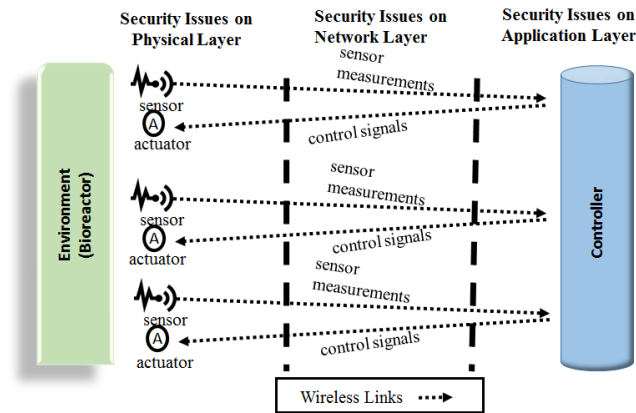 Security Issues on
Physical Layer
Security Issues on
Network Layer
Security Issues on
Application Layer
Environment
(Bioreactor)
sensor
A
actuator
sensor
measurements
control signals
sensor
A
actuator
sensor
measurements
control signals
sensor
A
actuator
sensor
measurements
control signals
Controller
Wireless Links